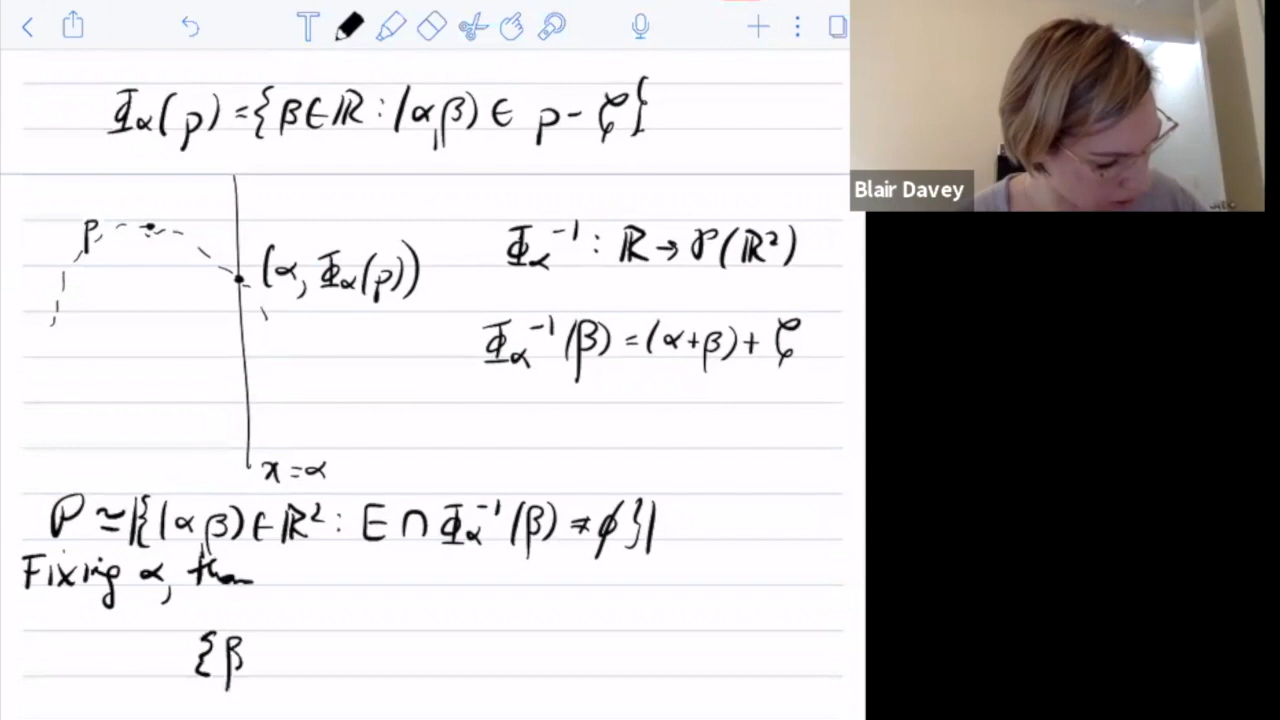 Φα(p) = {β∈ℝ : (α,β) ∈ p - ζ}
Blair Davey
p
(α, Φα(p))
Φα⁻¹ : ℝ → 𝒫(ℝ²)
Φα⁻¹(β) = (α+β) + ζ
x = α
P ≃ |{(α,β)∈ℝ² : E ∩ Φα⁻¹(β) ≠ ∅}|
Fixing α, then
{β